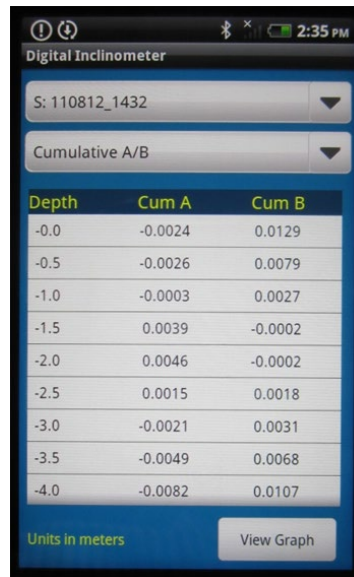 2:35 PM
Digital Inclinometer
S: 110812_1432
Cumulative A/B
Depth Cum A Cum B
-0.0 -0.0024 0.0129
-0.5 -0.0026 0.0079
-1.0 -0.0003 0.0027
-1.5 0.0039 -0.0002
-2.0 0.0046 -0.0002
-2.5 0.0015 0.0018
-3.0 -0.0021 0.0031
-3.5 -0.0049 0.0068
-4.0 -0.0082 0.0107
Units in meters View Graph